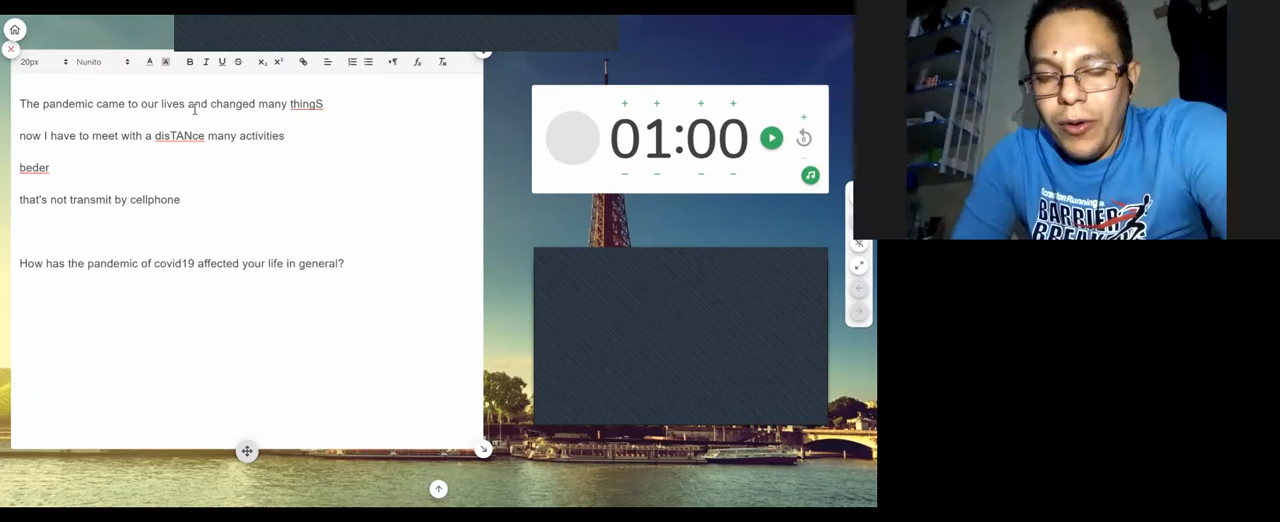 20px Nunito
The pandemic came to our lives and changed many thingS
now I have to meet with a disTANce many activities
beder
that's not transmit by cellphone
How has the pandemic of covid19 affected your life in general?
01:00
BARRIER